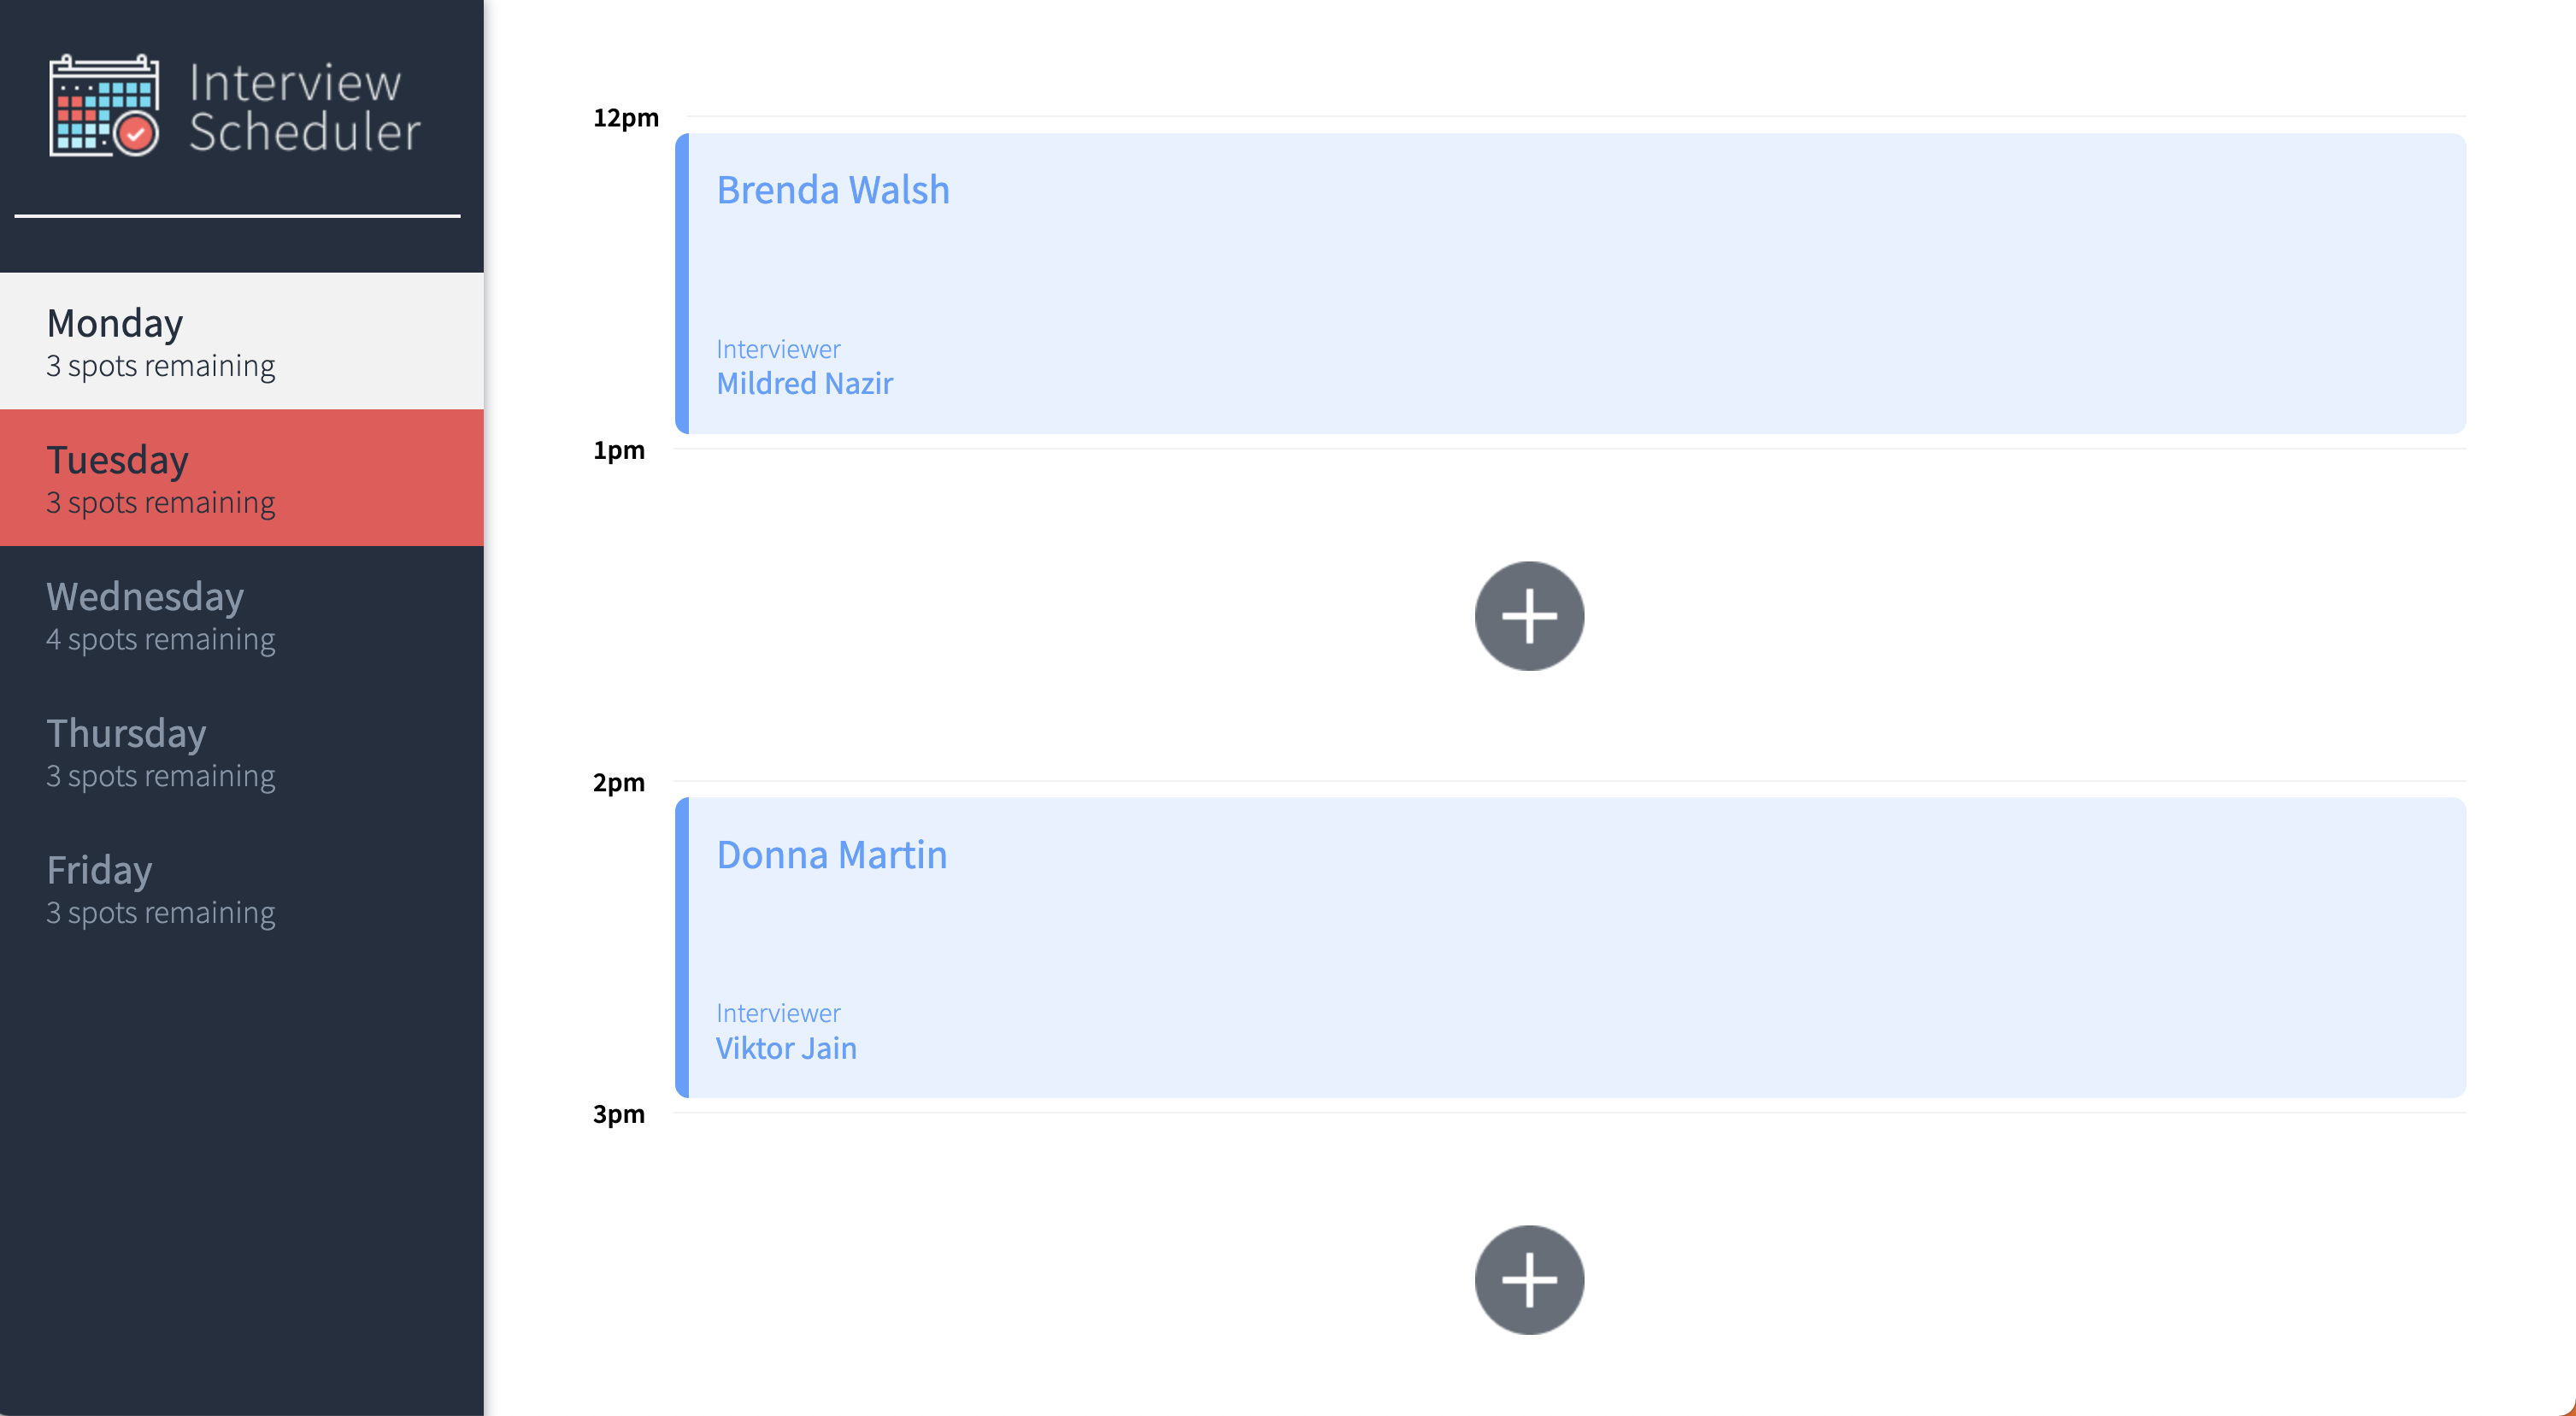 Interview
Scheduler
Monday
3 spots remaining
Tuesday
3 spots remaining
Wednesday
4 spots remaining
Thursday
3 spots remaining
Friday
3 spots remaining
12pm
Brenda Walsh
Interviewer
Mildred Nazir
1pm
2pm
Donna Martin
Interviewer
Viktor Jain
3pm